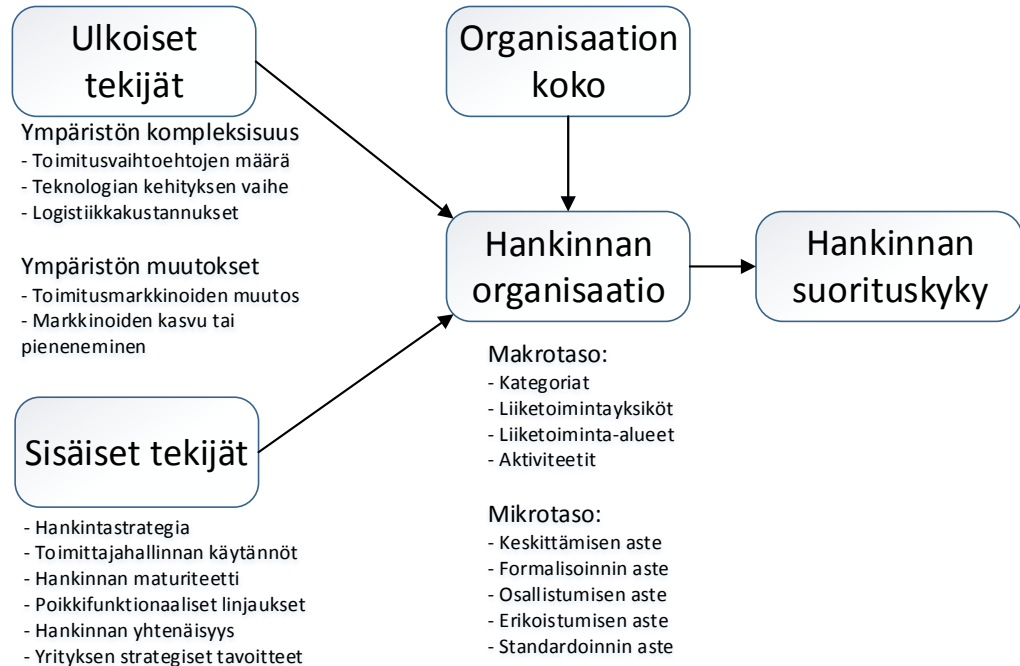 Ulkoiset
tekijät
Ympäristön kompleksisuus
- Toimitusvaihtoehtojen määrä
- Teknologian kehityksen vaihe
- Logistiikkakustannukset
Ympäristön muutokset
- Toimitusmarkkinoiden muutos
- Markkinoiden kasvu tai
pieneneminen
Sisäiset tekijät
- Hankintastrategia
- Toimittajahallinnan käytännöt
- Hankinnan maturiteetti
- Poikkifunktionaaliset linjaukset
- Hankinnan yhtenäisyys
- Yrityksen strategiset tavoitteet
Organisaation
koko
Hankinnan
organisaatio
Makrotaso:
- Kategoriat
- Liiketoimintayksiköt
- Liiketoiminta-alueet
- Aktiviteetit
Mikrotaso:
- Keskittämisen aste
- Formalisoinnin aste
- Osallistumisen aste
- Erikoistumisen aste
- Standardoinnin aste
Hankinnan
suorituskyky